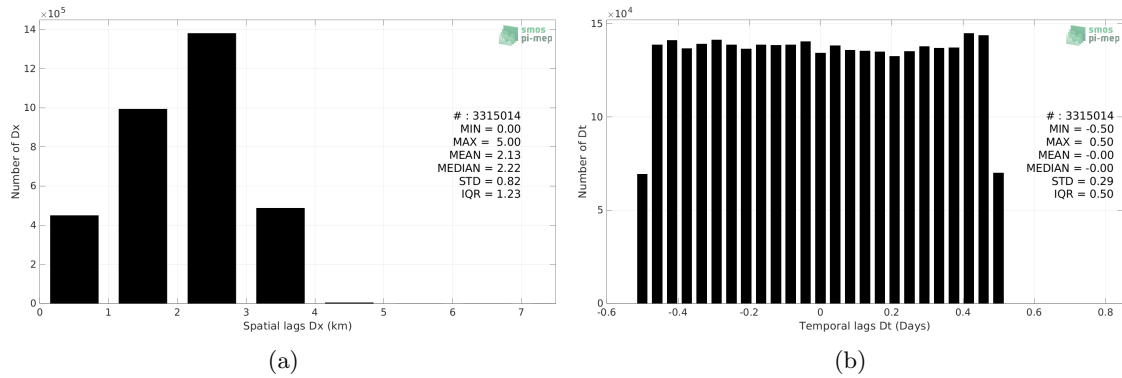 ×10⁵
14
12
10
8
6
4
2
0
0 1 2 3 4 5 6 7
Number of Dx
Spatial lags Dx (km)
smos
pi-mep
# : 3315014
MIN = 0.00
MAX = 5.00
MEAN = 2.13
MEDIAN = 2.22
STD = 0.82
IQR = 1.23
(a)
×10⁴
15
10
5
0
-0.6 -0.4 -0.2 0 0.2 0.4 0.6 0.8
Number of Dt
Temporal lags Dt (Days)
smos
pi-mep
# : 3315014
MIN = -0.50
MAX = 0.50
MEAN = -0.00
MEDIAN = -0.00
STD = 0.29
IQR = 0.50
(b)